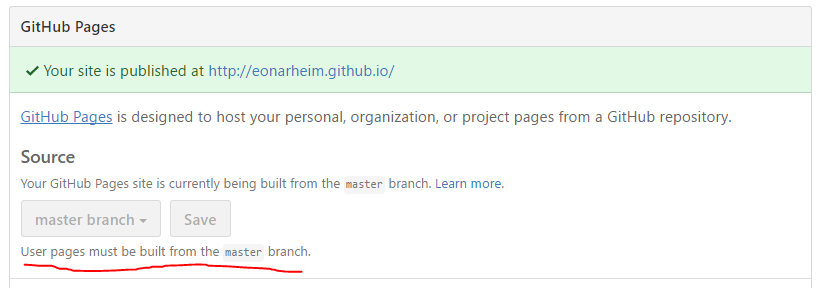 GitHub Pages
Your site is published at http://eonarheim.github.io/
GitHub Pages is designed to host your personal, organization, or project pages from a GitHub repository.
Source
Your GitHub Pages site is currently being built from the master branch. Learn more.
master branch Save
User pages must be built from the master branch.